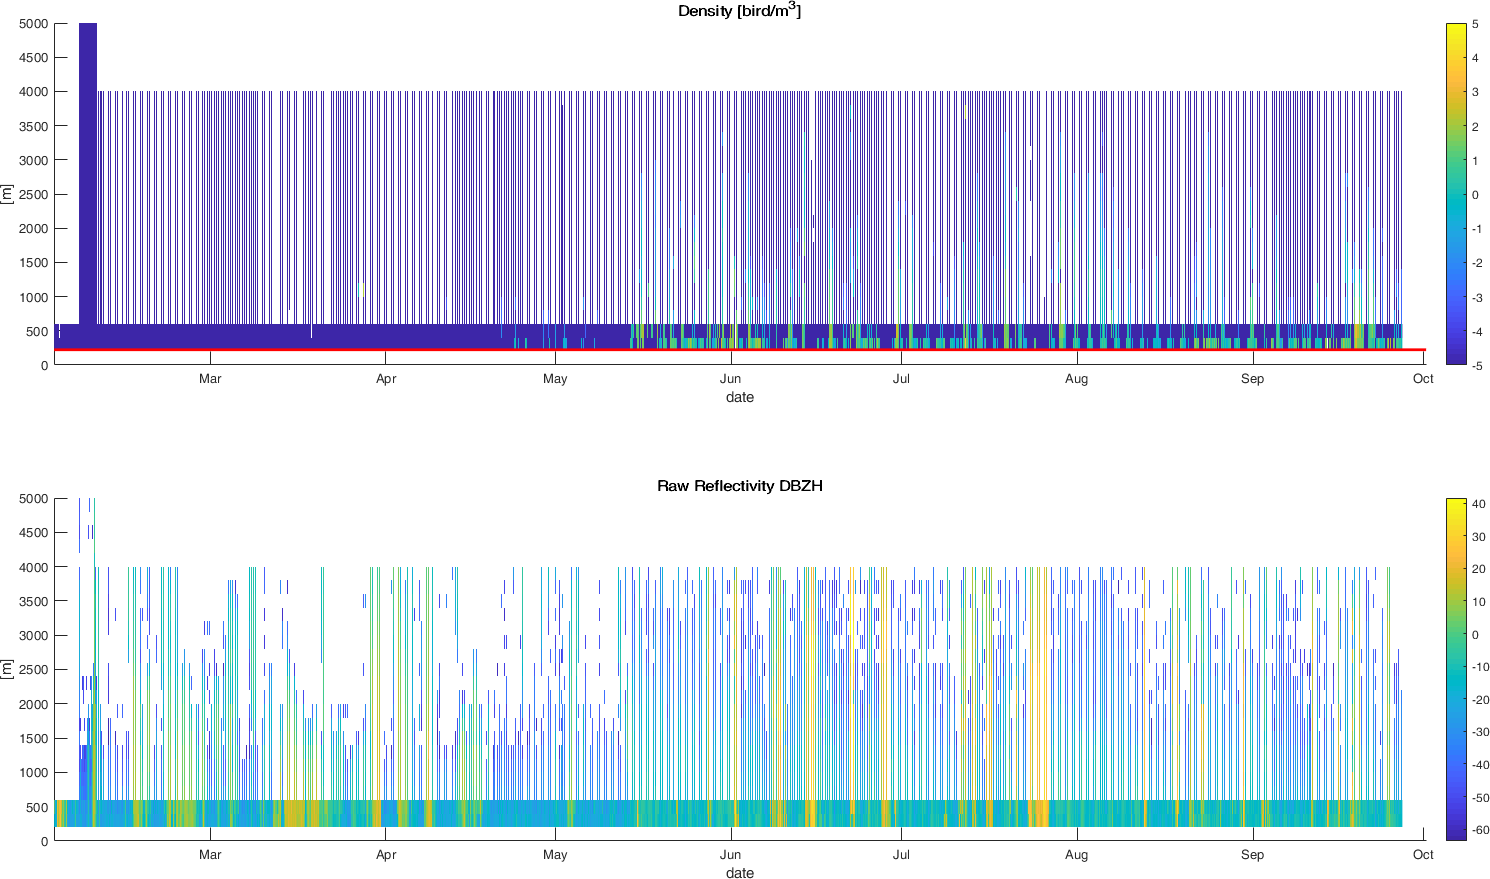 Density [bird/m3]
5000
4500
4000
3500
3000
2500
2000
1500
1000
500
0
[m]
Mar
Apr
May
Jun
Jul
Aug
Sep
Oct
date
5
4
3
2
1
0
-1
-2
-3
-4
-5
Raw Reflectivity DBZH
5000
4500
4000
3500
3000
2500
2000
1500
1000
500
0
[m]
Mar
Apr
May
Jun
Jul
Aug
Sep
Oct
date
40
30
20
10
0
-10
-20
-30
-40
-50
-60